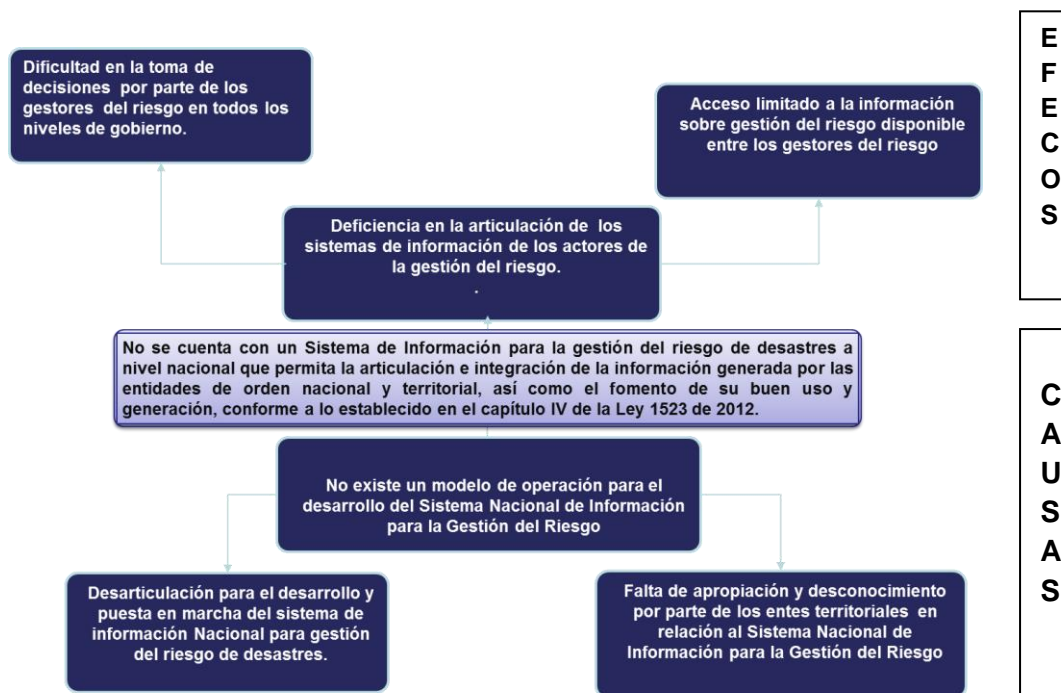 Dificultad en la toma de
decisiones por parte de los
gestores del riesgo en todos los
niveles de gobierno.
Acceso limitado a la información
sobre gestión del riesgo disponible
entre los gestores del riesgo
Deficiencia en la articulación de los
sistemas de información de los actores de
la gestión del riesgo.
.
No se cuenta con un Sistema de Información para la gestión del riesgo de desastres a
nivel nacional que permita la articulación e integración de la información generada por las
entidades de orden nacional y territorial, así como el fomento de su buen uso y
generación, conforme a lo establecido en el capítulo IV de la Ley 1523 de 2012.
No existe un modelo de operación para el
desarrollo del Sistema Nacional de Información
para la Gestión del Riesgo
Desarticulación para el desarrollo y
puesta en marcha del sistema de
información Nacional para gestión
del riesgo de desastres.
Falta de apropiación y desconocimiento
por parte de los entes territoriales en
relación al Sistema Nacional de
Información para la Gestión del Riesgo
E
F
E
C
O
S
C
A
U
S
A
S